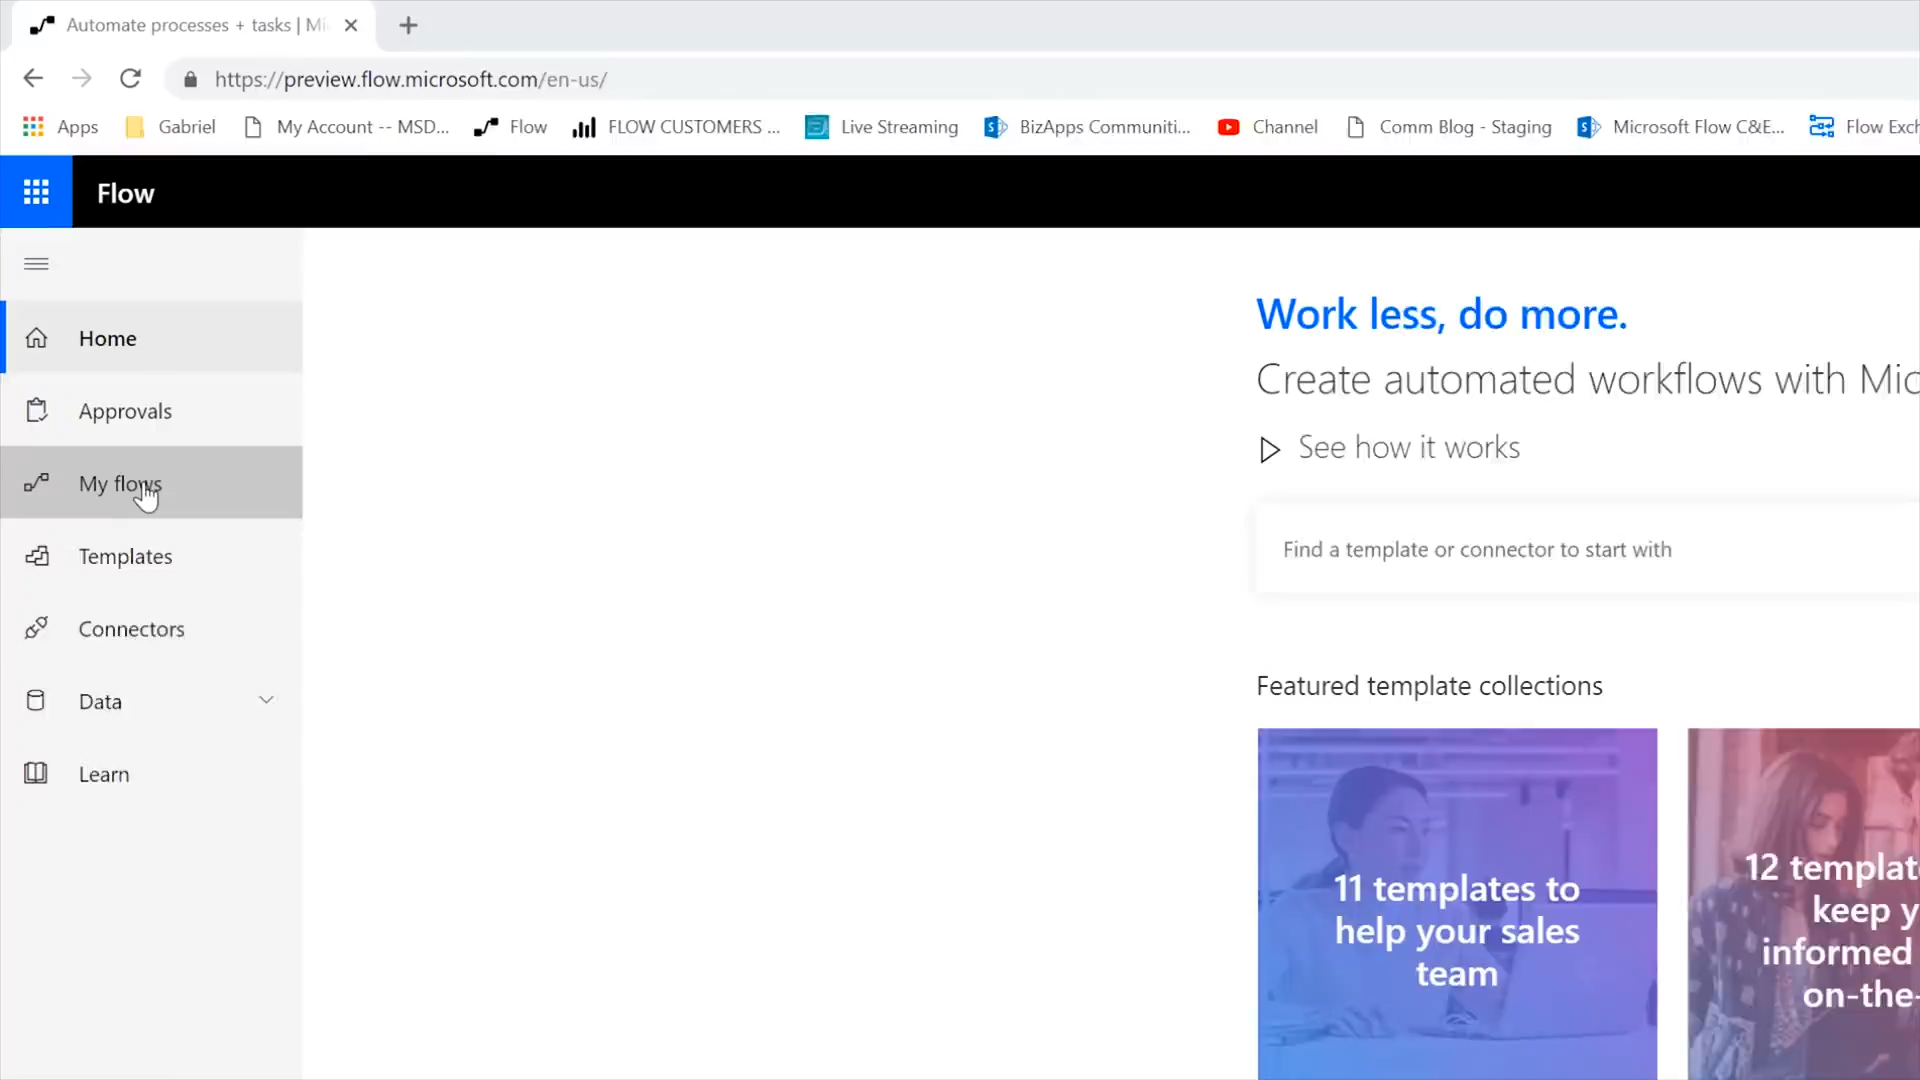 Automate processes + tasks | Mi
https://preview.flow.microsoft.com/en-us/
Apps
Gabriel
My Account -- MSD...
Flow
FLOW CUSTOMERS ...
Live Streaming
BizApps Communiti...
Channel
Comm Blog - Staging
Microsoft Flow C&E...
Flow Exch
Flow
Home
Approvals
My flows
Templates
Connectors
Data
Learn
Work less, do more.
Create automated workflows with Mic
See how it works
Find a template or connector to start with
Featured template collections
11 templates to
help your sales
team
12 templat
keep y
informed
on-the-